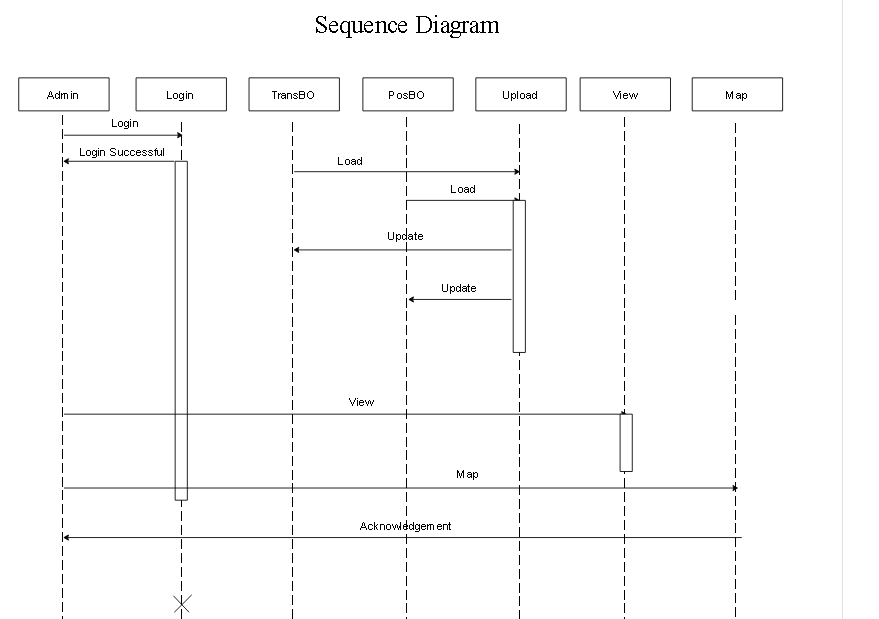 Sequence Diagram
Admin
Login
TransBO
PosBO
Upload
View
Map
Login
Login Successful
Load
Load
Update
Update
View
Map
Acknowledgement